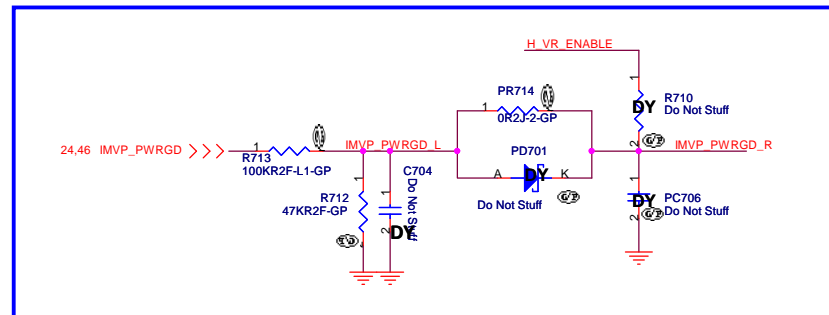 H_VR_ENABLE
1
PR714
1
0R2J-2-GP
DY
R710
Do Not Stuff
2
24,46 IMVP_PWRGD
1
R713
100KR2F-L1-GP
IMVP_PWRGD_L
PD701
A
DY
K
Do Not Stuff
IMVP_PWRGD_R
R712
47KR2F-GP
1
C704
Do Not Stuff
1
2
DY
1
DY
2
PC706
Do Not Stuff